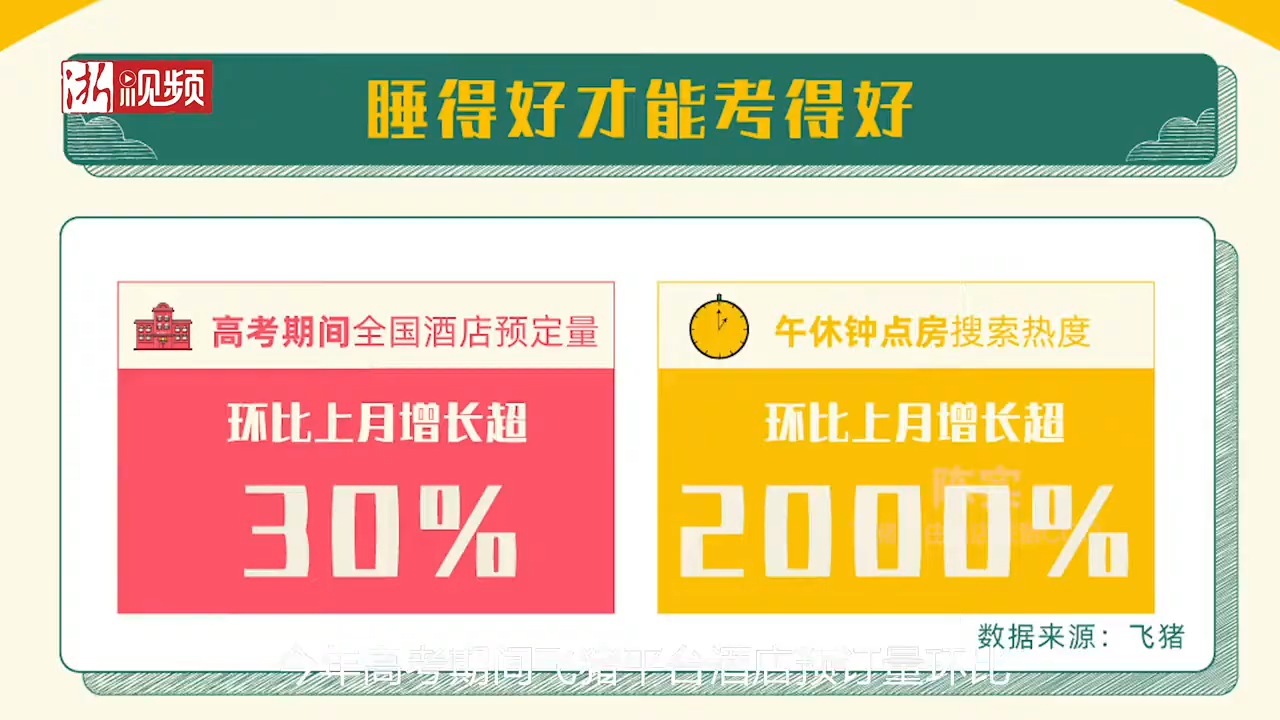 浙视频
睡得好才能考得好
高考期间全国酒店预定量
环比上月增长超
30%
午休钟点房搜索热度
环比上月增长超
2000%
数据来源：飞猪
今年高考期间飞猪平台酒店预订量环比